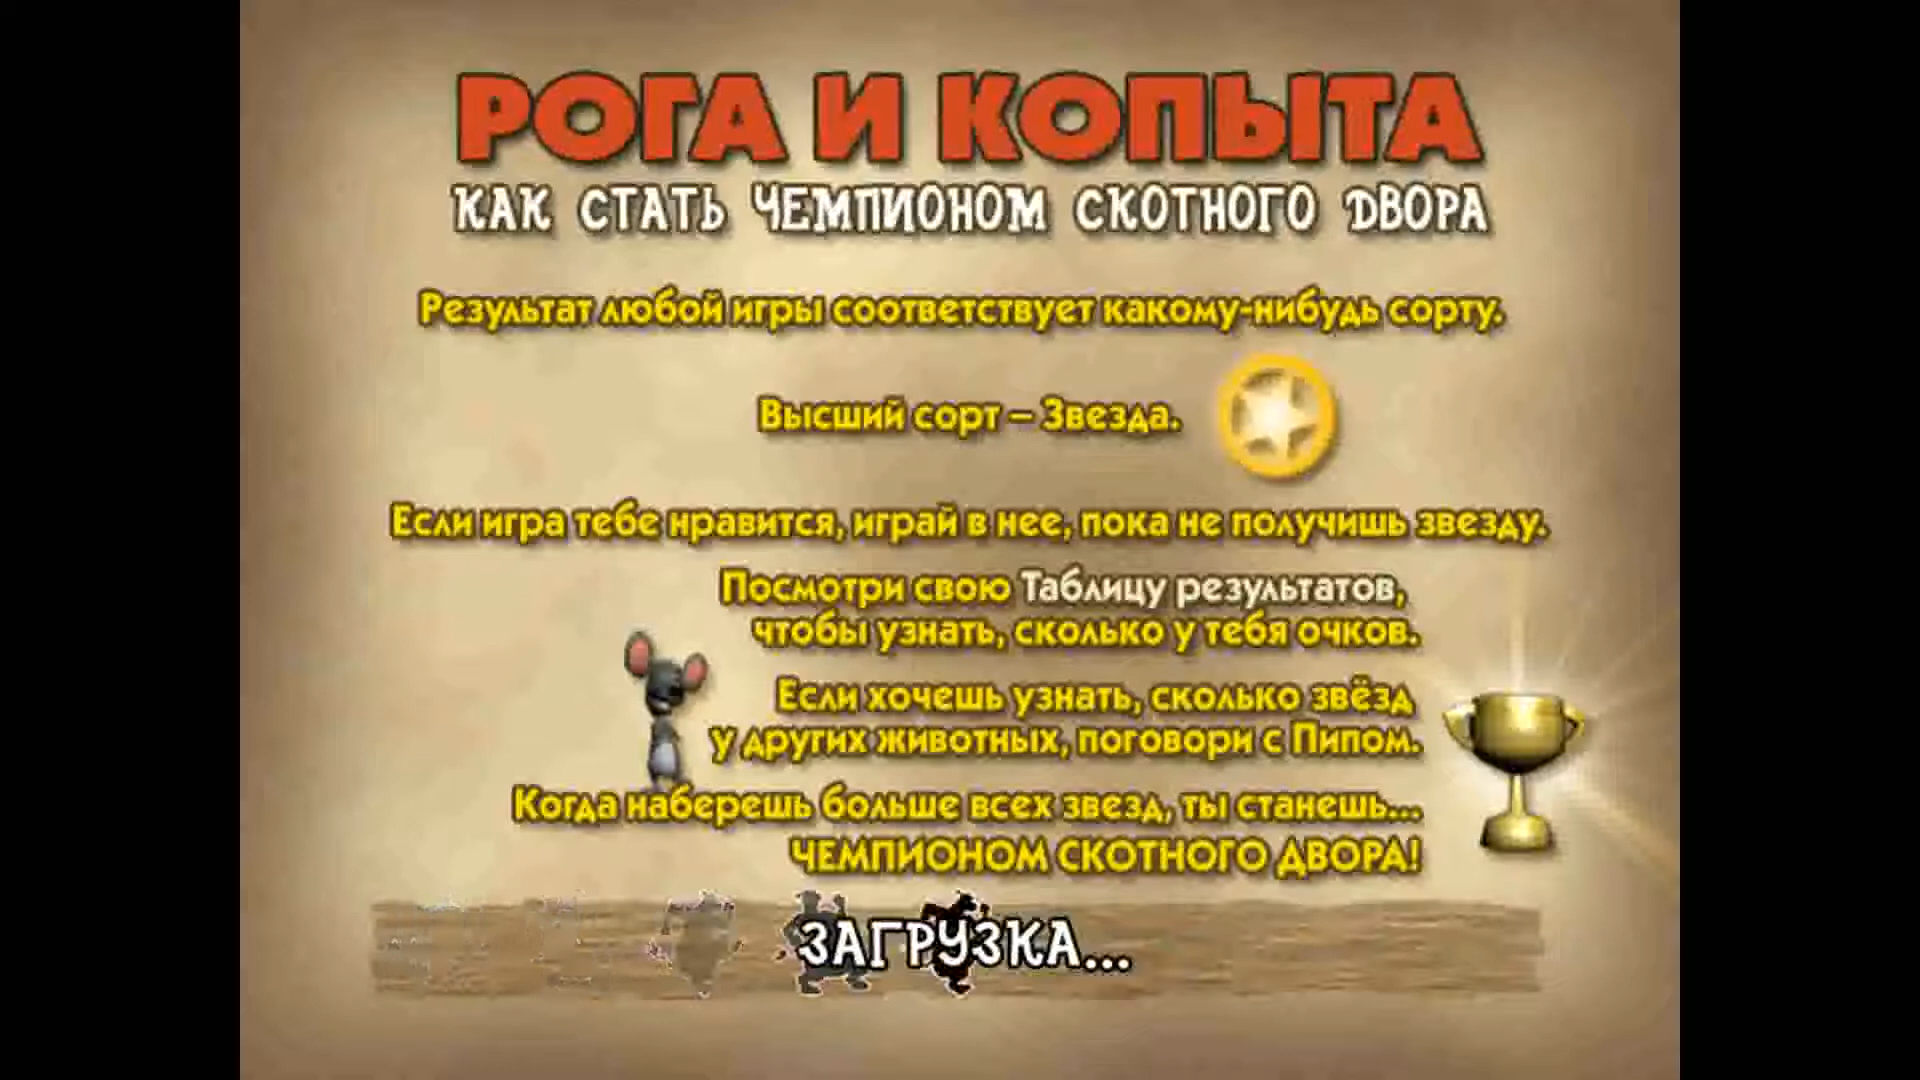 РОГА И КОПЫТА
КАК СТАТЬ ЧЕМПИОНОМ СКОТНОГО ДВОРА
Результат любой игры соответствует какому-нибудь сорту.
Высший сорт – Звезда.
Если игра тебе нравится, играй в нее, пока не получишь звезду.
Посмотри свою Таблицу результатов,
чтобы узнать, сколько у тебя очков.
Если хочешь узнать, сколько звёзд
у других животных, поговори с Пипом.
Когда наберешь больше всех звезд, ты станешь...
ЧЕМПИОНОМ СКОТНОГО ДВОРА!
ЗАГРУЗКА...